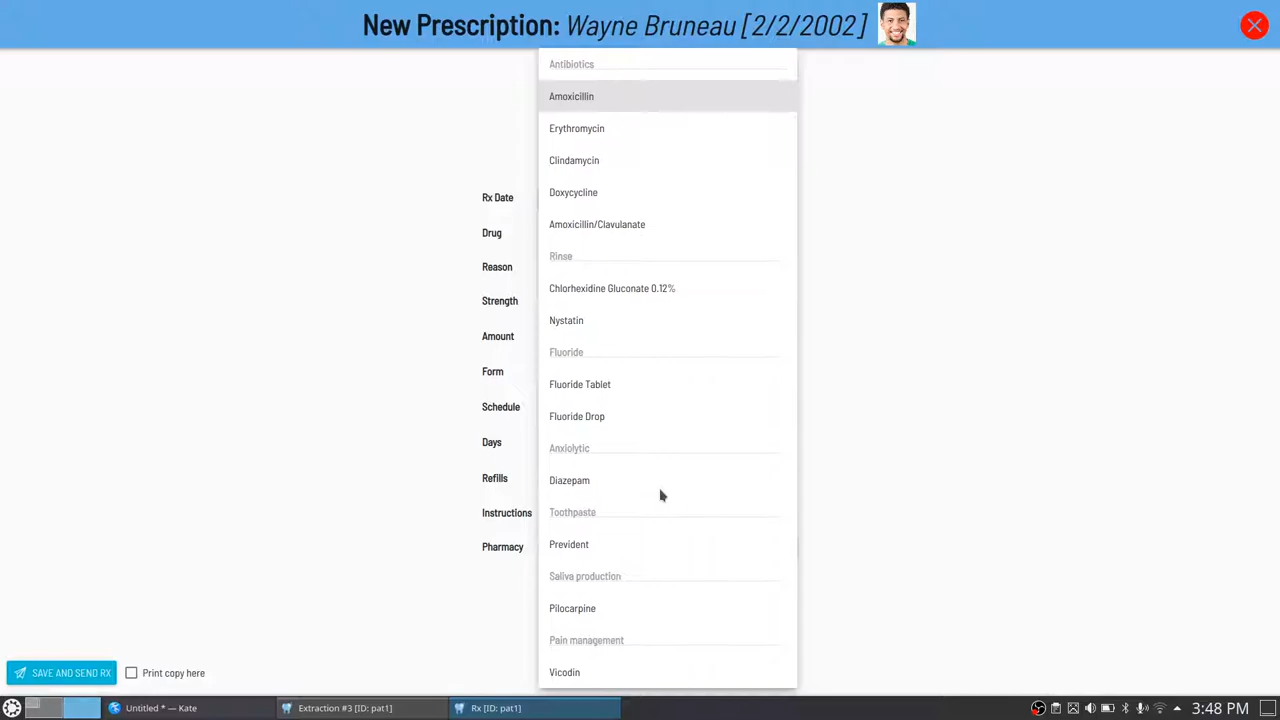 New Prescription: Wayne Bruneau [2/2/2002]
Antibiotics
Amoxicillin
Erythromycin
Clindamycin
Doxycycline
Amoxicillin/Clavulanate
Rinse
Chlorhexidine Gluconate 0.12%
Nystatin
Fluoride
Fluoride Tablet
Fluoride Drop
Anxiolytic
Diazepam
Toothpaste
Prevident
Saliva production
Pilocarpine
Pain management
Vicodin
Rx Date
Drug
Reason
Strength
Amount
Form
Schedule
Days
Refills
Instructions
Pharmacy
SAVE AND SEND RX
Print copy here
Untitled * — Kate
Extraction #3 [ID: pat1]
Rx [ID: pat1]
3:48 PM